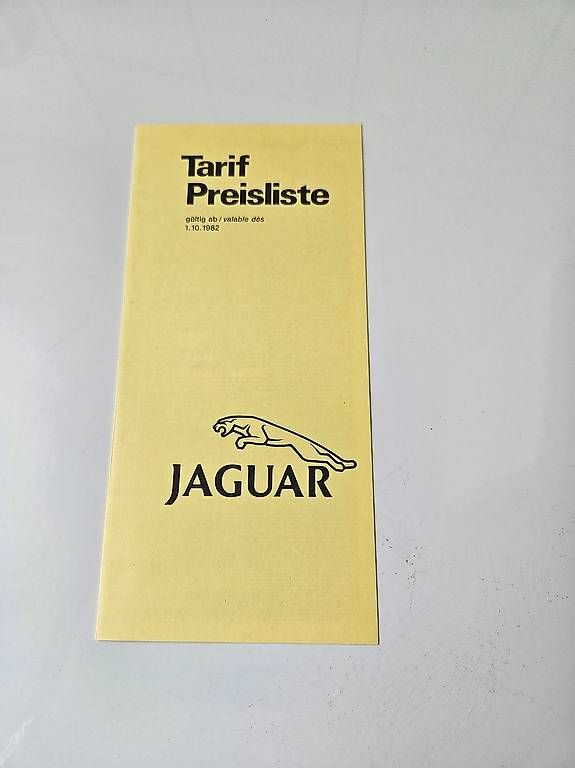 Tarif
Preisliste
gültig ab / valable dès
1.10.1982
JAGUAR